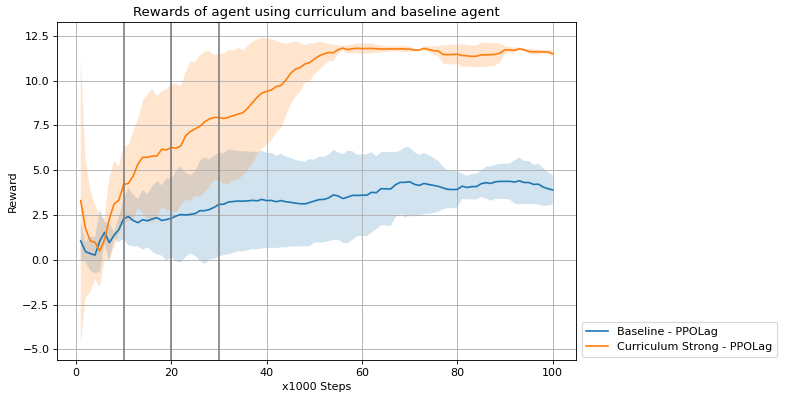 Rewards of agent using curriculum and baseline agent
12.5
10.0
7.5
5.0
2.5
0.0
−2.5
−5.0
Reward
0 20 40 60 80 100
x1000 Steps
Baseline - PPOLag
Curriculum Strong - PPOLag